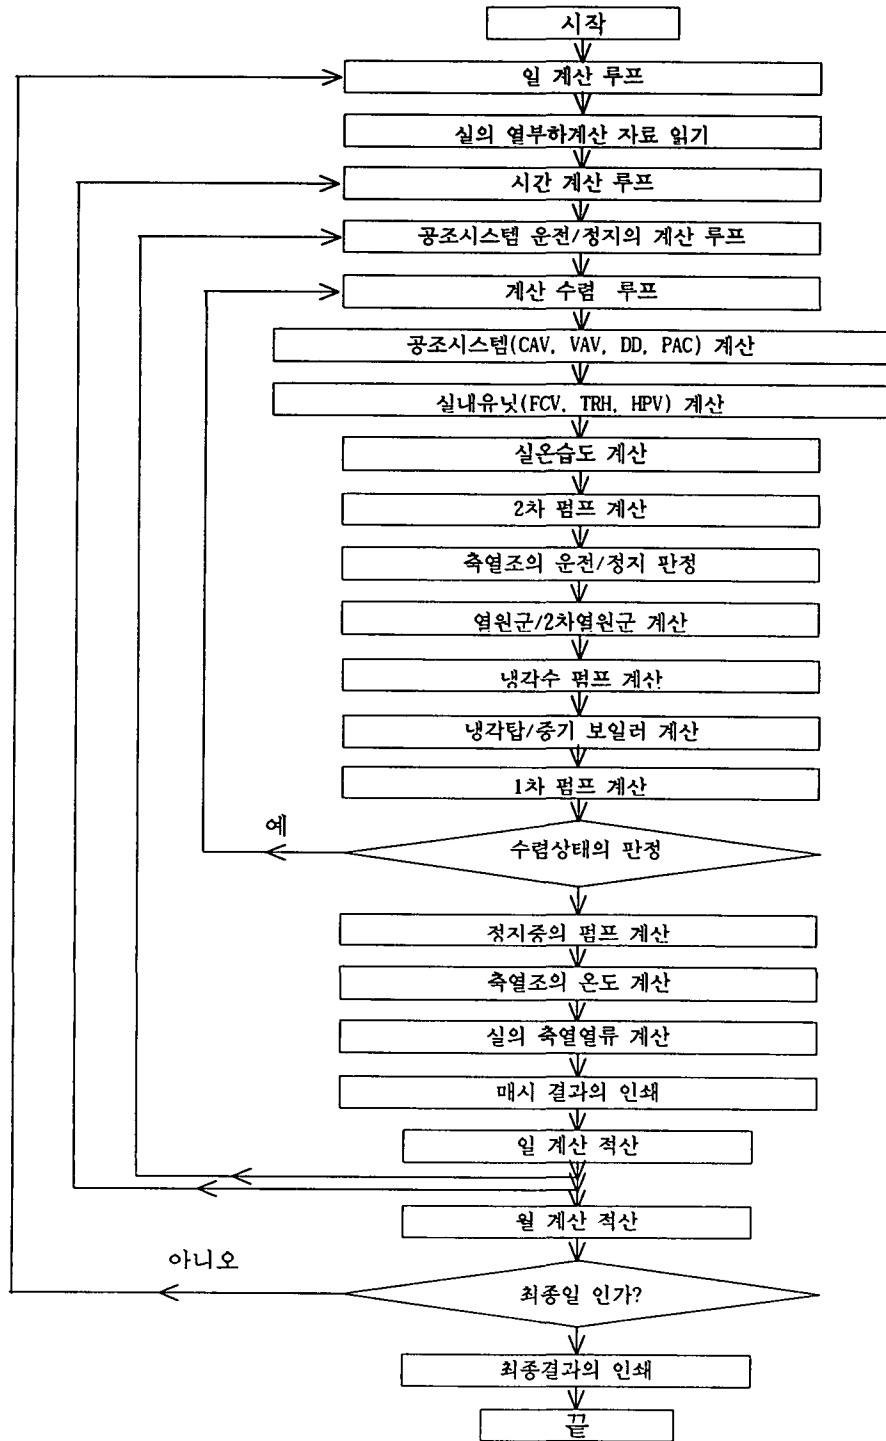 시작
일 계산 루프
실의 열부하계산 자료 읽기
시간 계산 루프
공조시스템 운전/정지의 계산 루프
계산 수렴 루프
공조시스템(CAV, VAV, DD, PAC) 계산
실내유닛(FCV, TRH, HPV) 계산
실온습도 계산
2차 펌프 계산
축열조의 운전/정지 판정
열원군/2차열원군 계산
냉각수 펌프 계산
냉각탑/증기 보일러 계산
1차 펌프 계산
예
수렴상태의 판정
정지중의 펌프 계산
축열조의 온도 계산
실의 축열열류 계산
매시 결과의 인쇄
일 계산 적산
월 계산 적산
아니오
최종일 인가?
최종결과의 인쇄
끝